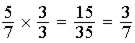 5/7 × 3/3 = 15/35 = 3/7